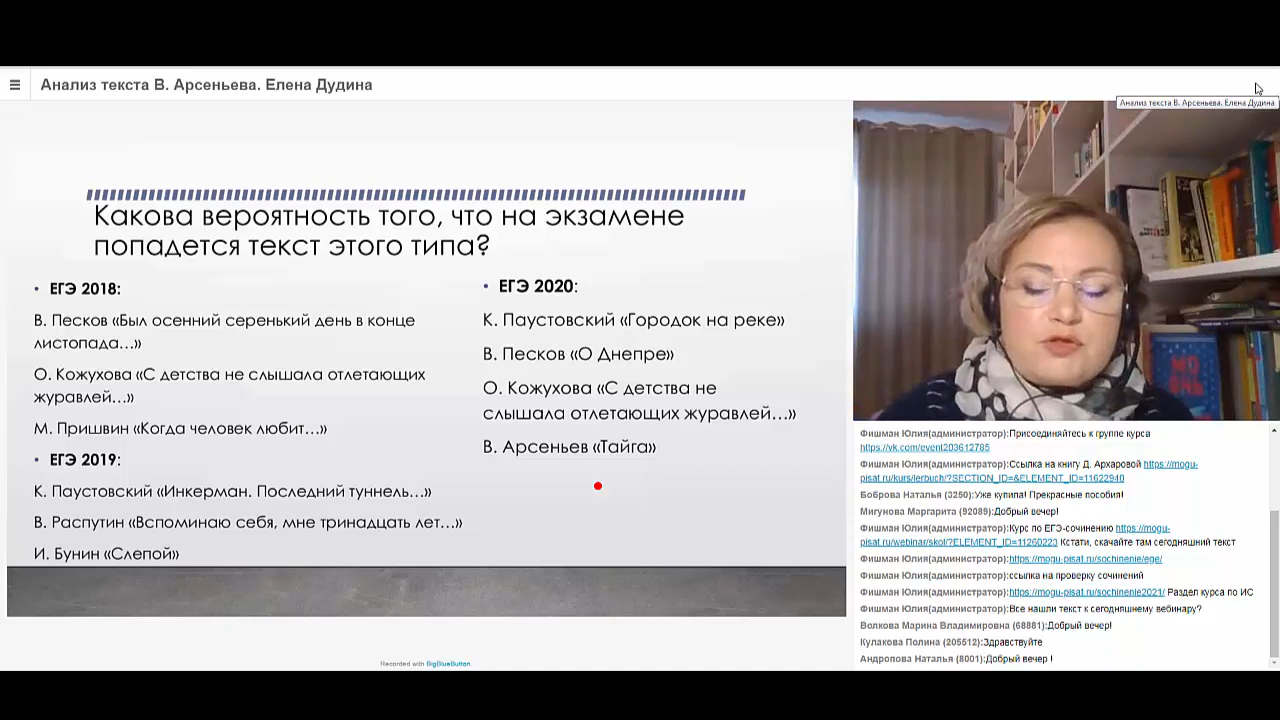 Анализ текста В. Арсеньева. Елена Дудина
Анализ текста В. Арсеньева. Елена Дудина
Какова вероятность того, что на экзамене
попадется текст этого типа?
• ЕГЭ 2018:
В. Песков «Был осенний серенький день в конце
листопада…»
О. Кожухова «С детства не слышала отлетающих
журавлей…»
М. Пришвин «Когда человек любит…»
• ЕГЭ 2019:
К. Паустовский «Инкерман. Последний туннель…»
В. Распутин «Вспоминаю себя, мне тринадцать лет…»
И. Бунин «Слепой»
• ЕГЭ 2020:
К. Паустовский «Городок на реке»
В. Песков «О Днепре»
О. Кожухова «С детства не
слышала отлетающих журавлей…»
В. Арсеньев «Тайга»
Recorded with BigBlueButton.
Фишман Юлия(администратор):Присоединяйтесь к группе курса
https://vk.com/event203612785
Фишман Юлия(администратор):Ссылка на книгу Д. Архаровой https://mogu-
pisat.ru/kurs/lerbuch/?SECTION_ID=&ELEMENT_ID=11622940
Боброва Наталья (3250):Уже купила! Прекрасные пособия!
Мигунова Маргарита (92089):Добрый вечер!
Фишман Юлия(администратор):Курс по ЕГЭ-сочинению https://mogu-
pisat.ru/webinar/skol/?ELEMENT_ID=11260223 Кстати, скачайте там сегодняшний текст
Фишман Юлия(администратор):https://mogu-pisat.ru/sochinenie/ege/
Фишман Юлия(администратор):ссылка на проверку сочинений
Фишман Юлия(администратор):https://mogu-pisat.ru/sochinenie2021/ Раздел курса по ИС
Фишман Юлия(администратор):Все нашли текст к сегодняшнему вебинару?
Волкова Марина Владимировна (68881):Добрый вечер!
Кулакова Полина (205512):Здравствуйте
Андропова Наталья (8001):Добрый вечер !